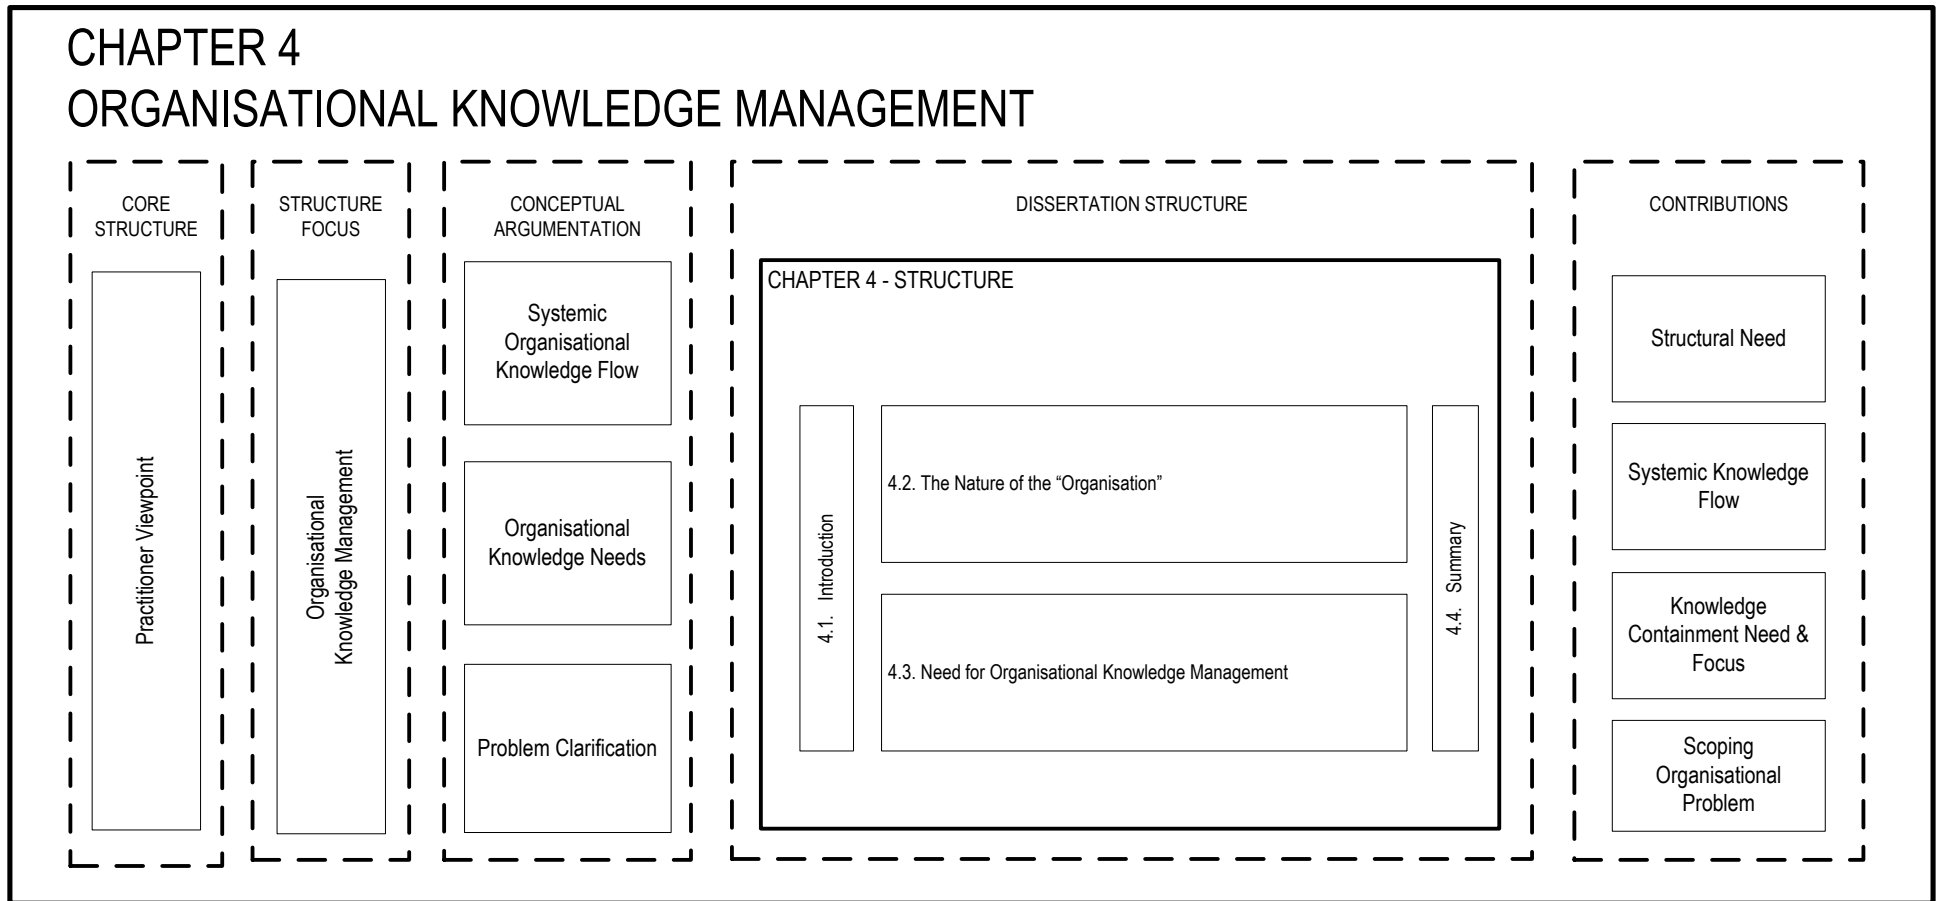 CHAPTER 4
ORGANISATIONAL KNOWLEDGE MANAGEMENT
CORE
STRUCTURE
Practitioner Viewpoint
STRUCTURE
FOCUS
Organisational
Knowledge Management
CONCEPTUAL
ARGUMENTATION
Systemic
Organisational
Knowledge Flow
Organisational
Knowledge Needs
Problem Clarification
DISSERTATION STRUCTURE
CHAPTER 4 - STRUCTURE
4.1. Introduction
4.2. The Nature of the “Organisation”
4.3. Need for Organisational Knowledge Management
4.4. Summary
CONTRIBUTIONS
Structural Need
Systemic Knowledge
Flow
Knowledge
Containment Need &
Focus
Scoping
Organisational
Problem